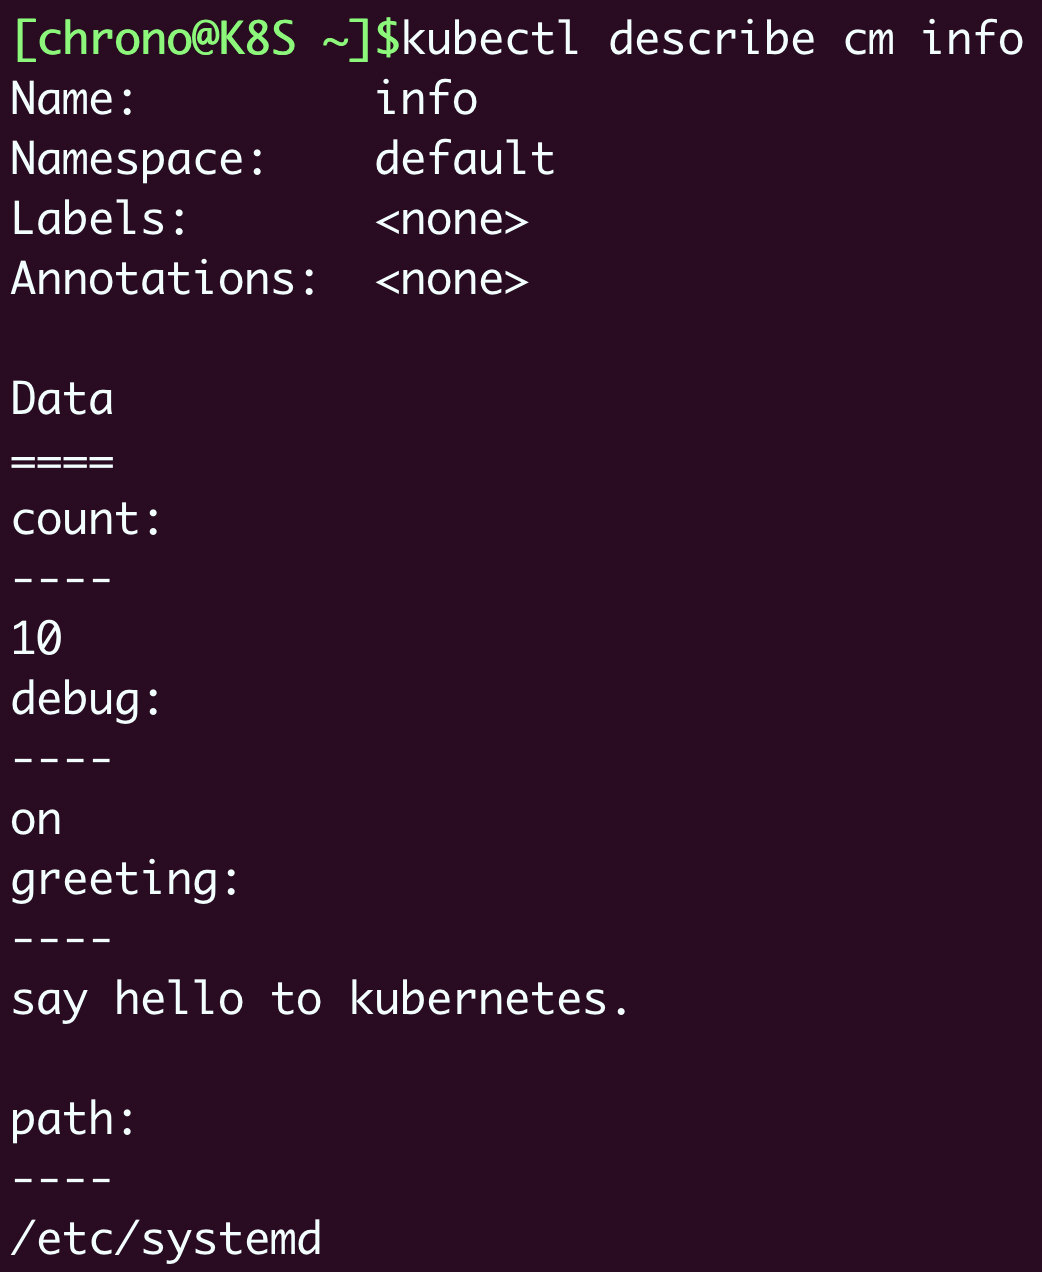 [chrono@K8S ~]$kubectl describe cm info
Name:         info
Namespace:    default
Labels:       <none>
Annotations:  <none>

Data
====
count:
----
10
debug:
----
on
greeting:
----
say hello to kubernetes.

path:
----
/etc/systemd